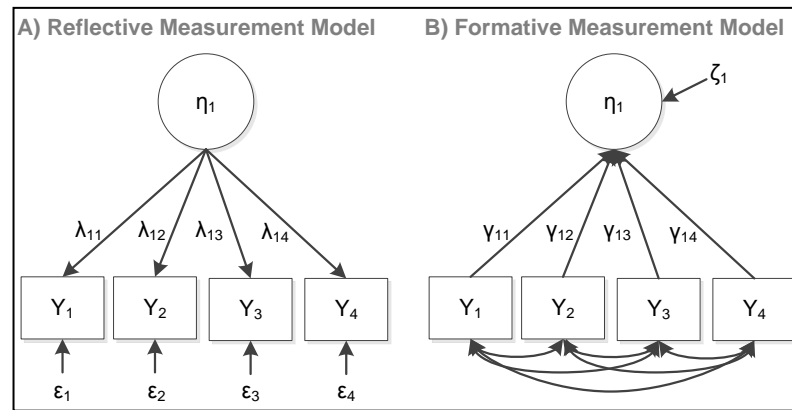 A) Reflective Measurement Model
η₁
λ₁₁ λ₁₂ λ₁₃ λ₁₄
Y₁ Y₂ Y₃ Y₄
ε₁ ε₂ ε₃ ε₄
B) Formative Measurement Model
η₁ ζ₁
γ₁₁ γ₁₂ γ₁₃ γ₁₄
Y₁ Y₂ Y₃ Y₄